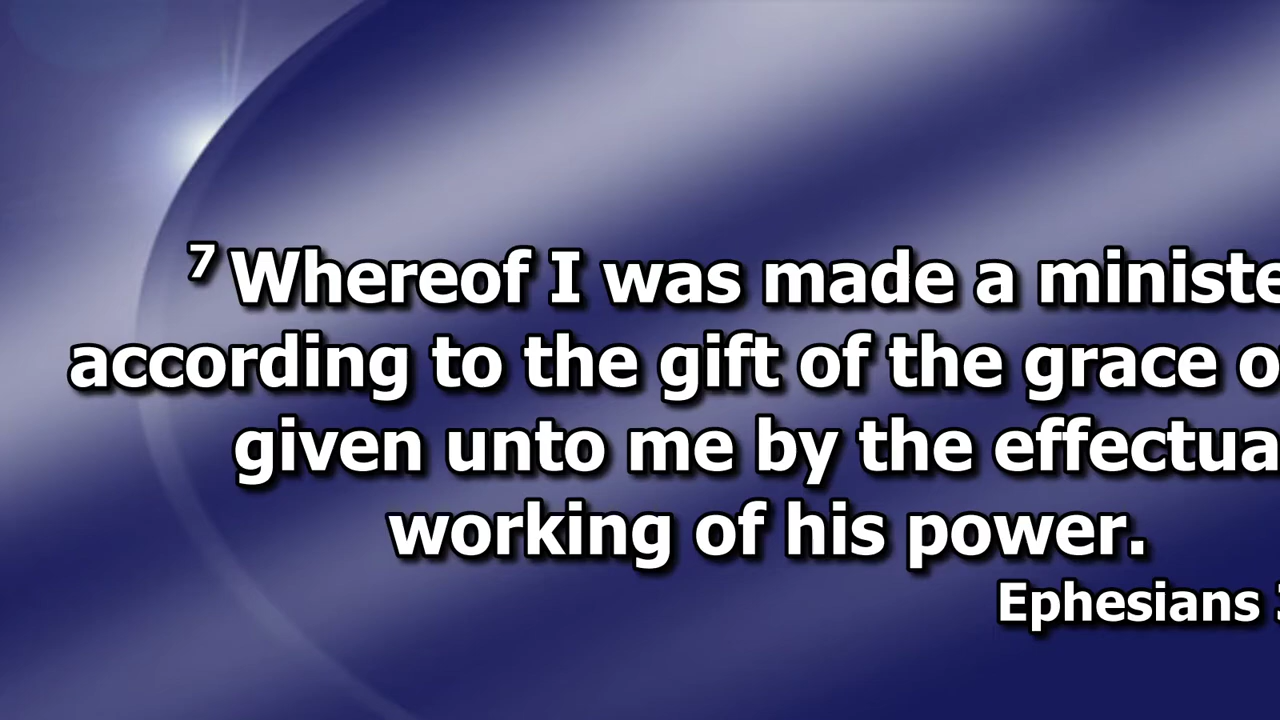 7 Whereof I was made a ministe
according to the gift of the grace o
given unto me by the effectua
working of his power.
Ephesians